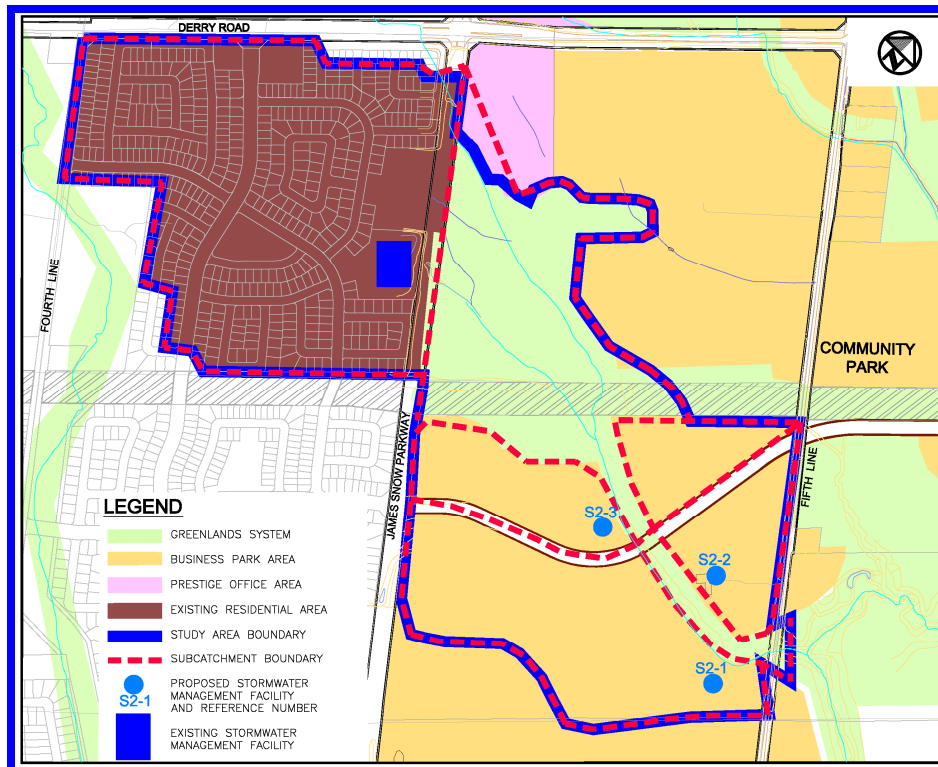 DERRY ROAD
FOURTH LINE
COMMUNITY
PARK
JAMES SNOW PARKWAY
FIFTH LINE
S2-3
S2-2
S2-1
LEGEND
GREENLANDS SYSTEM
BUSINESS PARK AREA
PRESTIGE OFFICE AREA
EXISTING RESIDENTIAL AREA
STUDY AREA BOUNDARY
SUBCATCHMENT BOUNDARY
S2-1
PROPOSED STORMWATER
MANAGEMENT FACILITY
AND REFERENCE NUMBER
EXISTING STORMWATER
MANAGEMENT FACILITY